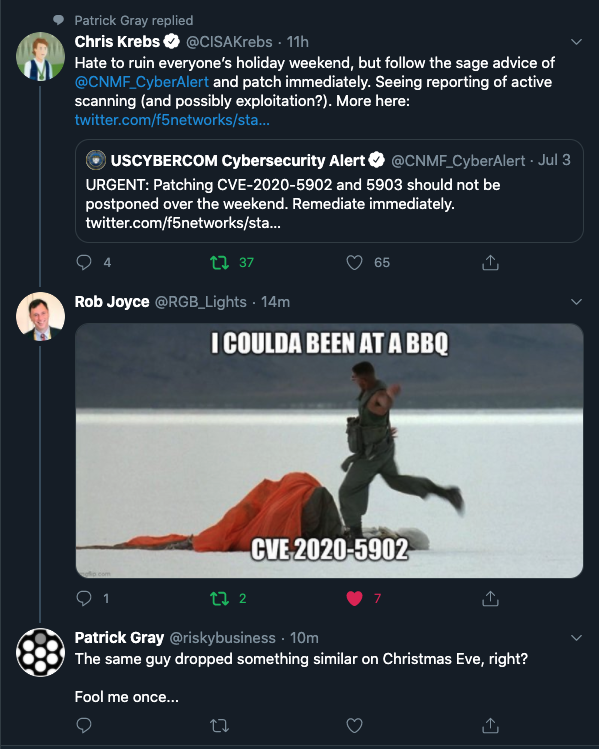 Patrick Gray replied
Chris Krebs @CISAKrebs · 11h
Hate to ruin everyone's holiday weekend, but follow the sage advice of
@CNMF_CyberAlert and patch immediately. Seeing reporting of active
scanning (and possibly exploitation?). More here:
twitter.com/f5networks/sta...
USCYBERCOM Cybersecurity Alert @CNMF_CyberAlert · Jul 3
URGENT: Patching CVE-2020-5902 and 5903 should not be
postponed over the weekend. Remediate immediately.
twitter.com/f5networks/sta...
4 37 65
Rob Joyce @RGB_Lights · 14m
I COULDA BEEN AT A BBQ
CVE 2020-5902
imgflip.com
1 2 7
Patrick Gray @riskybusiness · 10m
The same guy dropped something similar on Christmas Eve, right?
Fool me once...